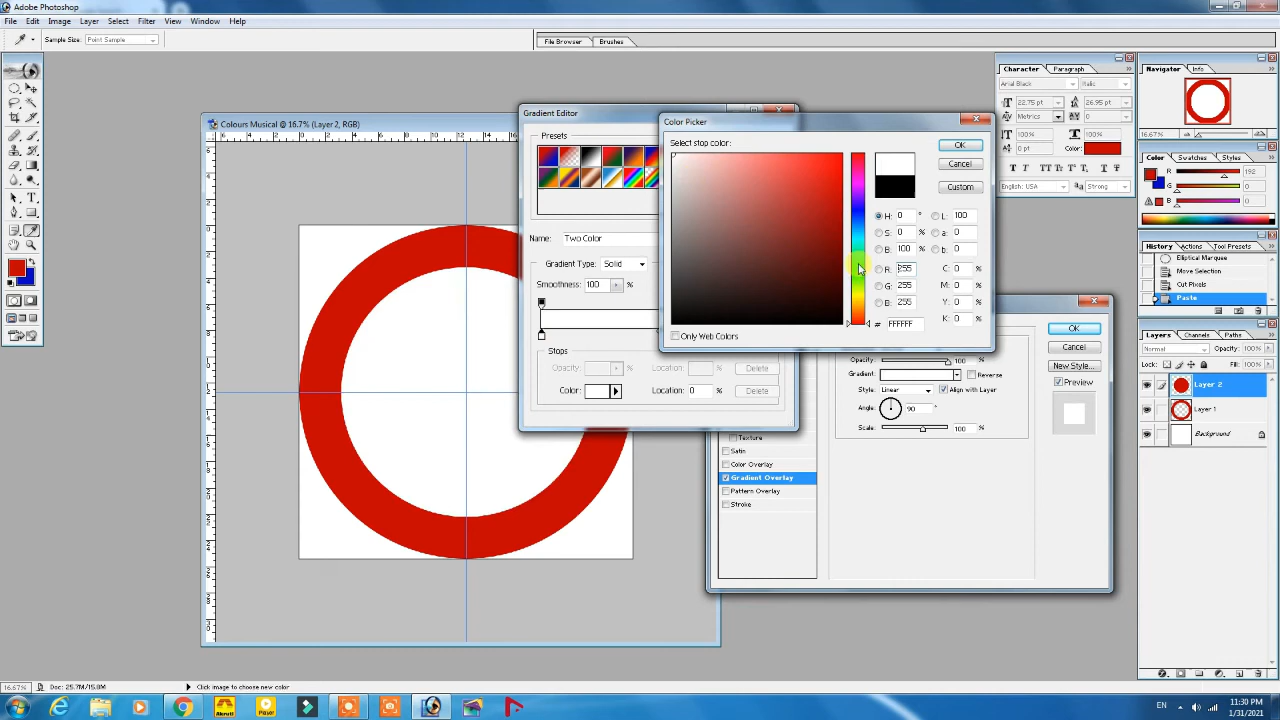 Adobe Photoshop
File Edit Image Layer Select Filter View Window Help
Sample Size: Point Sample
File Browser Brushes
Colours Musical @ 16.7% (Layer 2, RGB)
Gradient Editor
Presets
Name: Two Color
Gradient Type: Solid
Smoothness: 100 %
Stops
Opacity: % Location: % Delete
Color: Location: 0 % Delete
Color Picker
Select stop color:
OK
Cancel
Custom
H: 0 ° L: 100
S: 0 % a: 0
B: 100 % b: 0
R: 255 C: 0 %
G: 255 M: 0 %
B: 255 Y: 0 %
K: 0 %
# FFFFFF
Only Web Colors
Opacity: 100 %
Gradient: Reverse
Style: Linear Align with Layer
Angle: 90 °
Scale: 100 %
OK
Cancel
New Style...
Preview
Texture
Satin
Color Overlay
Gradient Overlay
Pattern Overlay
Stroke
Character Paragraph
Arial Black
22.75 pt 26.95 pt
Metrics 0
100% 100%
0 pt Color:
T T TT Tt T T T T
English: USA aa Strong
Navigator Info
16.67%
Color Swatches Styles
R 192
G
B
History Actions Tool Presets
Elliptical Marquee
Move Selection
Cut Pixels
Paste
Layers Channels Paths
Normal Opacity: 100%
Lock: Fill: 100%
Layer 2
Layer 1
Background
16.67% Doc: 25.7M/15.8M Click image to choose new color
EN 11:30 PM
1/31/2021